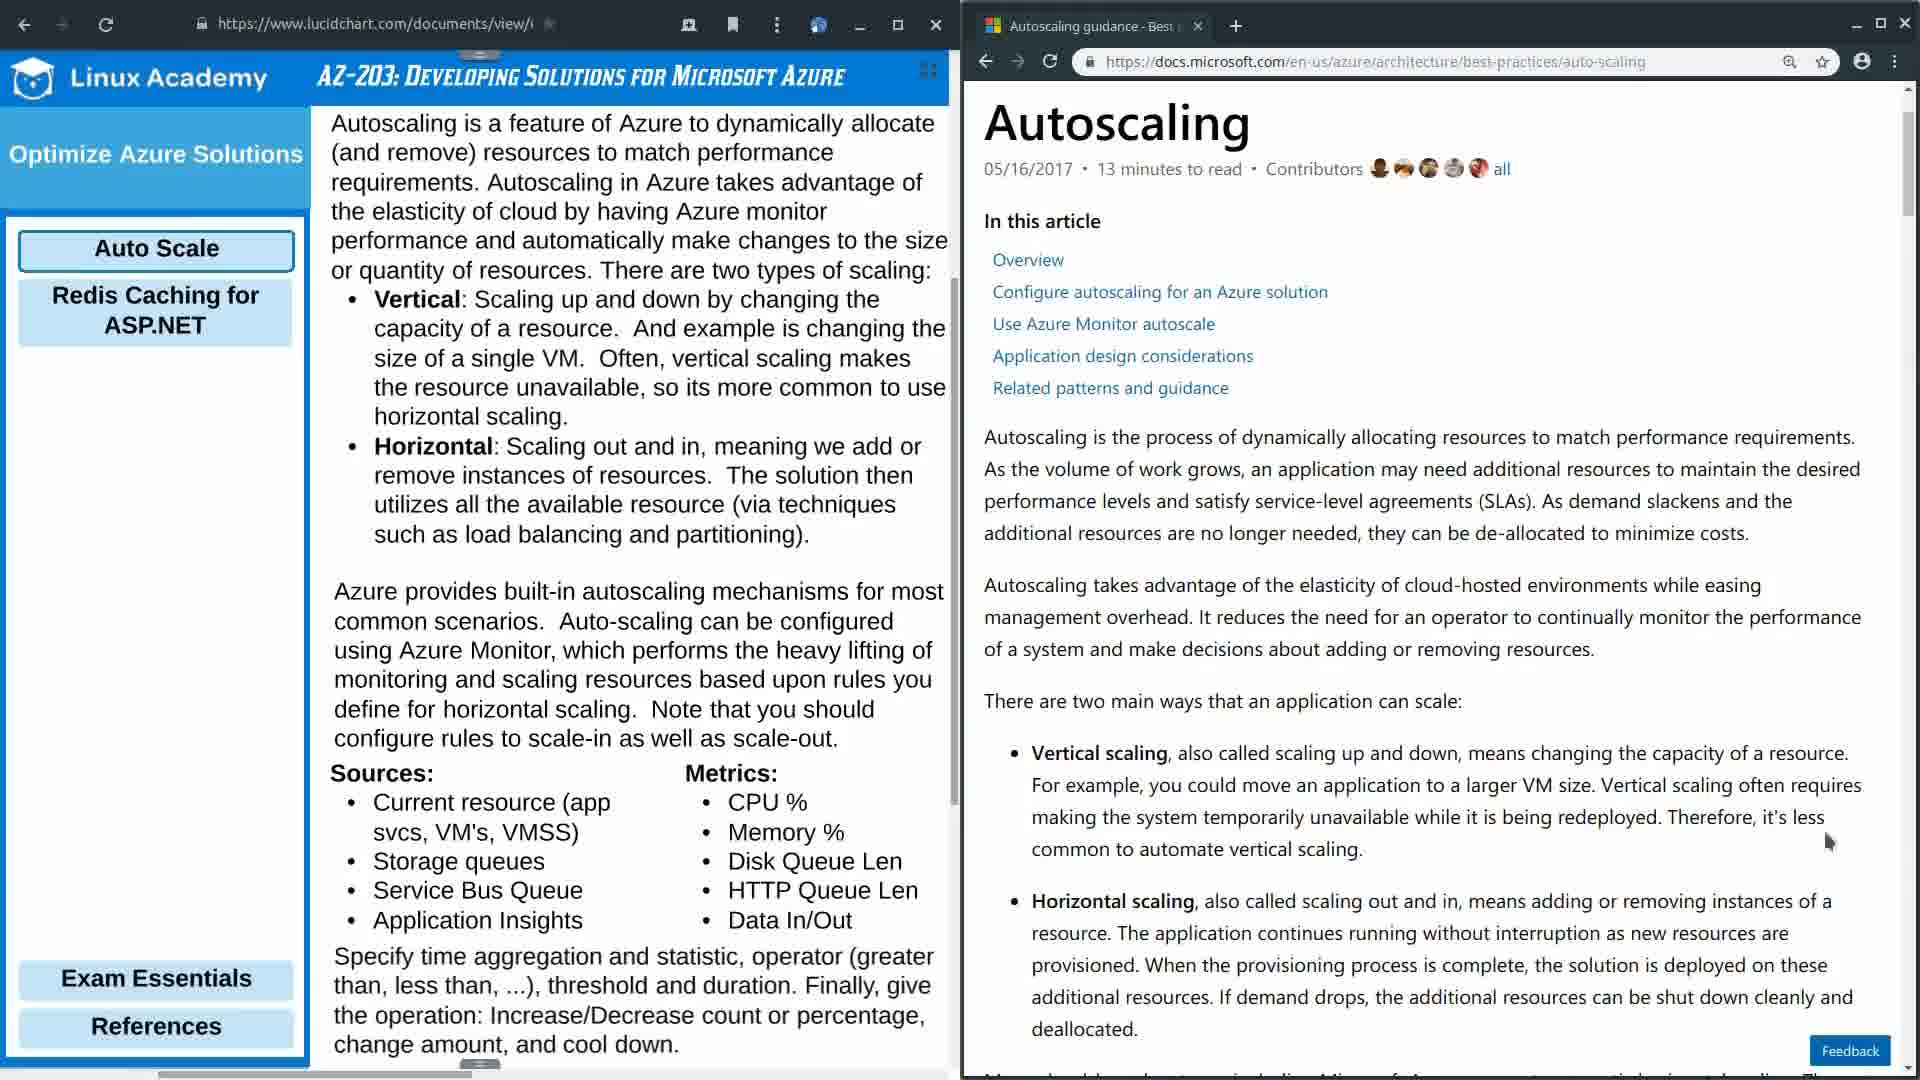 https://www.lucidchart.com/documents/view/
Linux Academy
AZ-203: Developing Solutions for Microsoft Azure
Optimize Azure Solutions
Auto Scale
Redis Caching for
ASP.NET
Exam Essentials
References
Autoscaling is a feature of Azure to dynamically allocate
(and remove) resources to match performance
requirements. Autoscaling in Azure takes advantage of
the elasticity of cloud by having Azure monitor
performance and automatically make changes to the size
or quantity of resources. There are two types of scaling:
• Vertical: Scaling up and down by changing the
capacity of a resource. And example is changing the
size of a single VM. Often, vertical scaling makes
the resource unavailable, so its more common to use
horizontal scaling.
• Horizontal: Scaling out and in, meaning we add or
remove instances of resources. The solution then
utilizes all the available resource (via techniques
such as load balancing and partitioning).
Azure provides built-in autoscaling mechanisms for most
common scenarios. Auto-scaling can be configured
using Azure Monitor, which performs the heavy lifting of
monitoring and scaling resources based upon rules you
define for horizontal scaling. Note that you should
configure rules to scale-in as well as scale-out.
Sources:
• Current resource (app
svcs, VM's, VMSS)
• Storage queues
• Service Bus Queue
• Application Insights
Metrics:
• CPU %
• Memory %
• Disk Queue Len
• HTTP Queue Len
• Data In/Out
Specify time aggregation and statistic, operator (greater
than, less than, ...), threshold and duration. Finally, give
the operation: Increase/Decrease count or percentage,
change amount, and cool down.
Autoscaling guidance - Best
https://docs.microsoft.com/en-us/azure/architecture/best-practices/auto-scaling
Autoscaling
05/16/2017 • 13 minutes to read • Contributors all
In this article
Overview
Configure autoscaling for an Azure solution
Use Azure Monitor autoscale
Application design considerations
Related patterns and guidance
Autoscaling is the process of dynamically allocating resources to match performance requirements.
As the volume of work grows, an application may need additional resources to maintain the desired
performance levels and satisfy service-level agreements (SLAs). As demand slackens and the
additional resources are no longer needed, they can be de-allocated to minimize costs.
Autoscaling takes advantage of the elasticity of cloud-hosted environments while easing
management overhead. It reduces the need for an operator to continually monitor the performance
of a system and make decisions about adding or removing resources.
There are two main ways that an application can scale:
• Vertical scaling, also called scaling up and down, means changing the capacity of a resource.
For example, you could move an application to a larger VM size. Vertical scaling often requires
making the system temporarily unavailable while it is being redeployed. Therefore, it's less
common to automate vertical scaling.
• Horizontal scaling, also called scaling out and in, means adding or removing instances of a
resource. The application continues running without interruption as new resources are
provisioned. When the provisioning process is complete, the solution is deployed on these
additional resources. If demand drops, the additional resources can be shut down cleanly and
deallocated.
Feedback